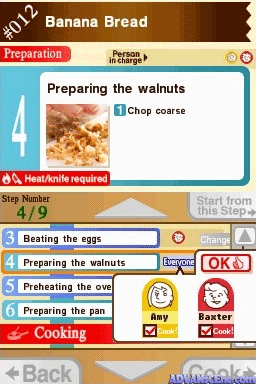 #012
Banana Bread
Preparation
Person
in charge
4
Preparing the walnuts
1 Chop coarse
Heat/knife required
Step Number
4/9
Start from
this Step
3 Beating the eggs
Change
4 Preparing the walnuts
Everyone
OK
5 Preheating the ove
6 Preparing the pan
Amy
Baxter
Cook!
Cook!
Cooking
Back
Cook